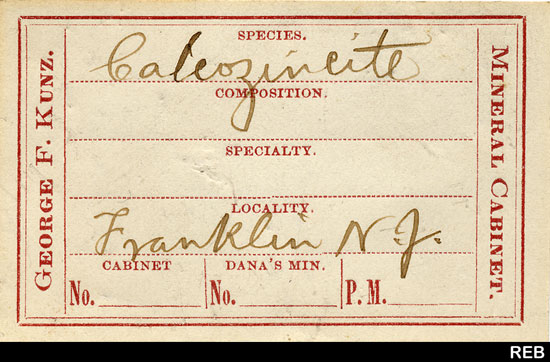 SPECIES.
Calcozincite
COMPOSITION.
SPECIALTY.
LOCALITY.
Franklin N.J.
CABINET DANA'S MIN.
No. No. P. M.
GEORGE F. KUNZ.
MINERAL CABINET.
REB